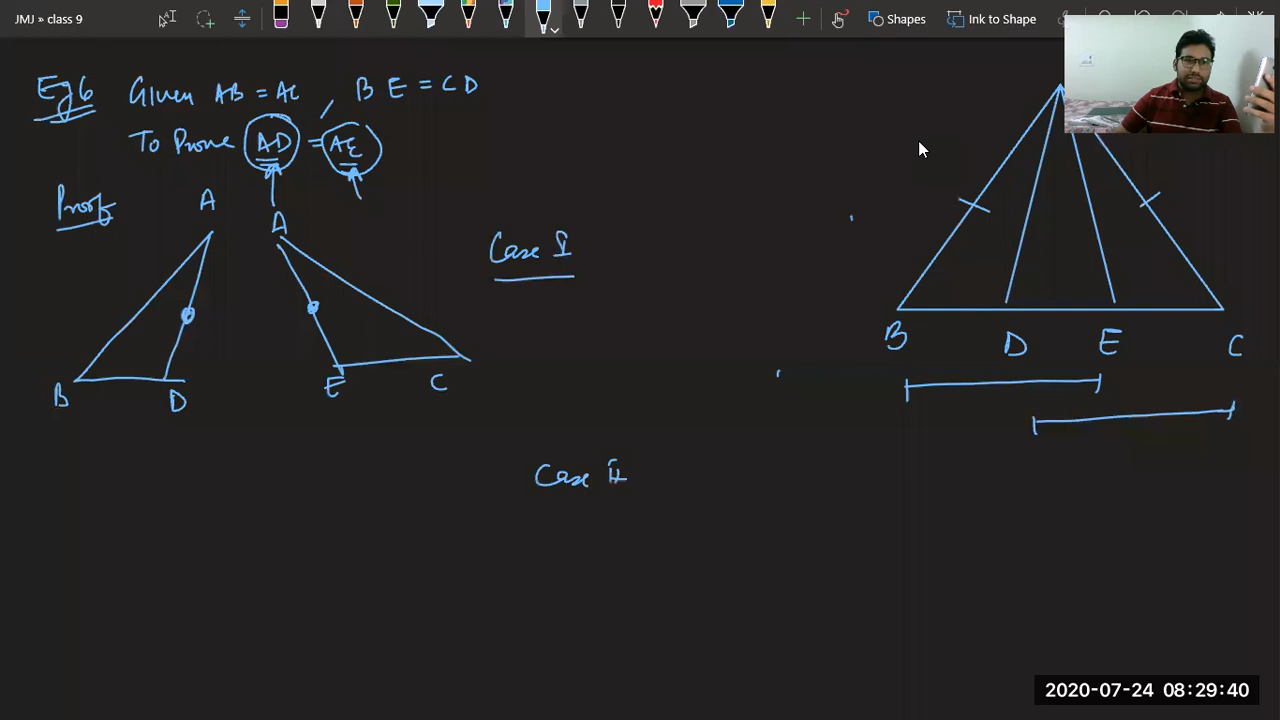 JMJ » class 9
Shapes
Ink to Shape
Eg 6 Given AB = AC, BE = CD
To Prove AD = AE
Proof
A A
Case I
B D E C
B D E C
Case II
2020-07-24 08:29:40